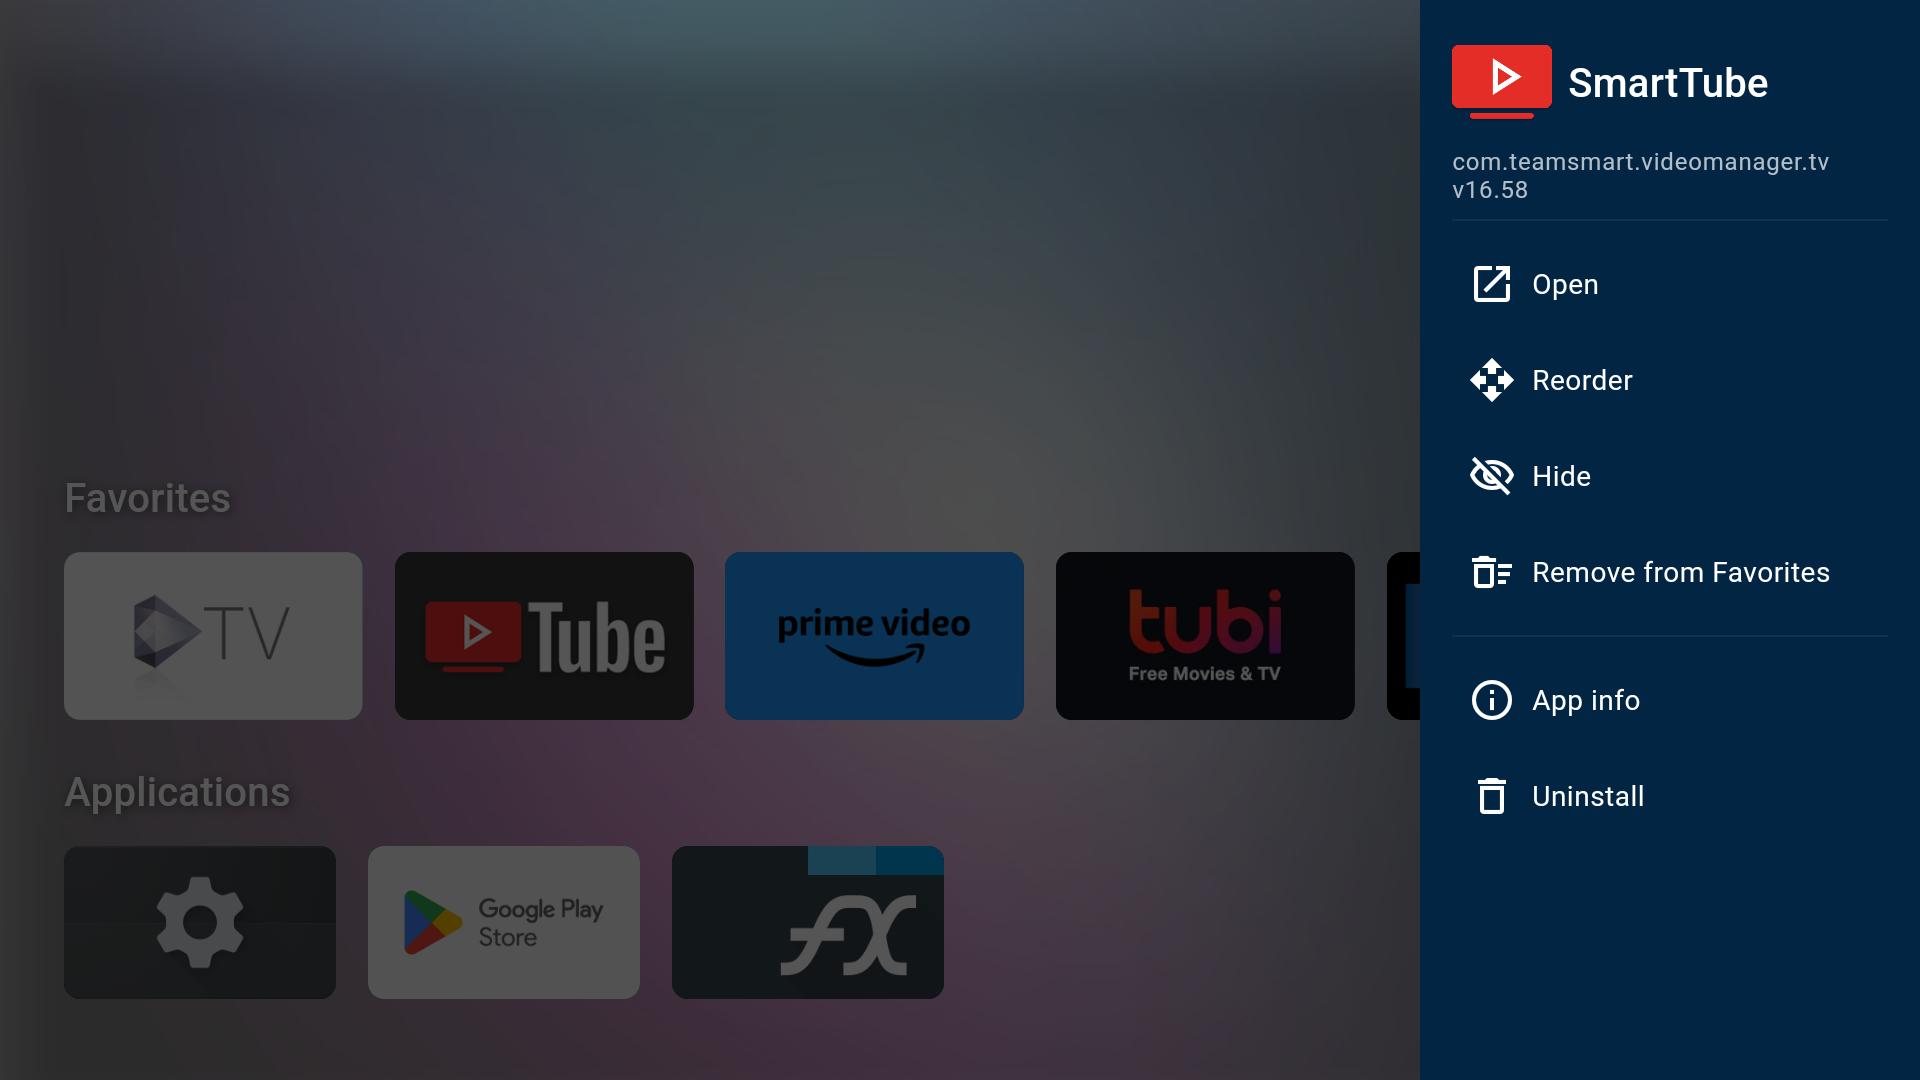 SmartTube
com.teamsmart.videomanager.tv
v16.58
Open
Reorder
Hide
Remove from Favorites
App info
Uninstall
Favorites
TV
Tube
prime video
tubi
Free Movies & TV
Applications
Google Play
Store
FX